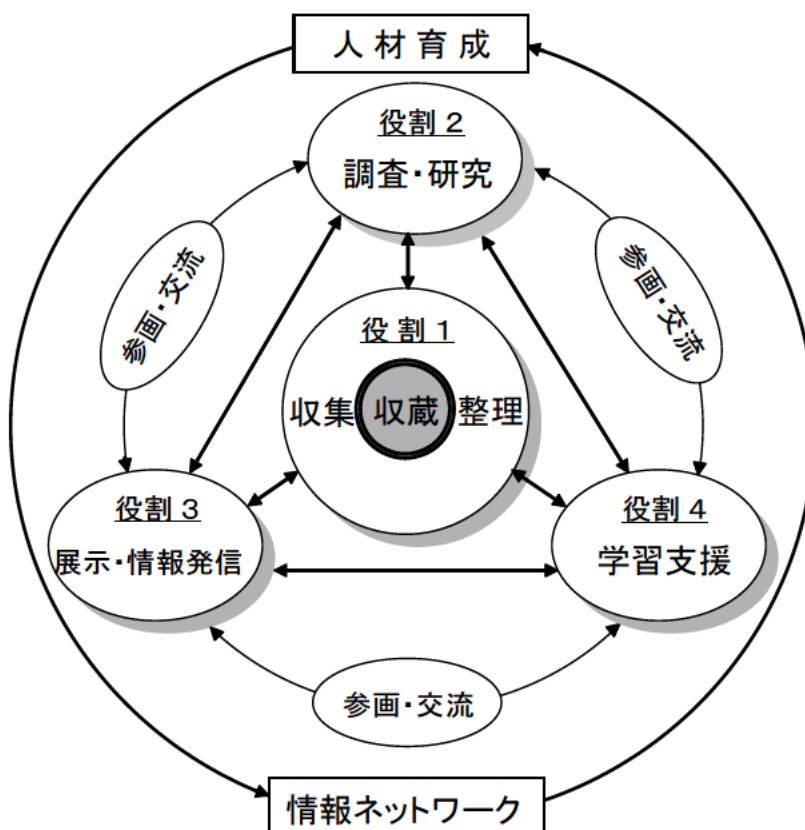 人材育成
役割2
調査・研究
参画・交流
参画・交流
役割1
収集 収蔵 整理
役割3
展示・情報発信
役割4
学習支援
参画・交流
情報ネットワーク